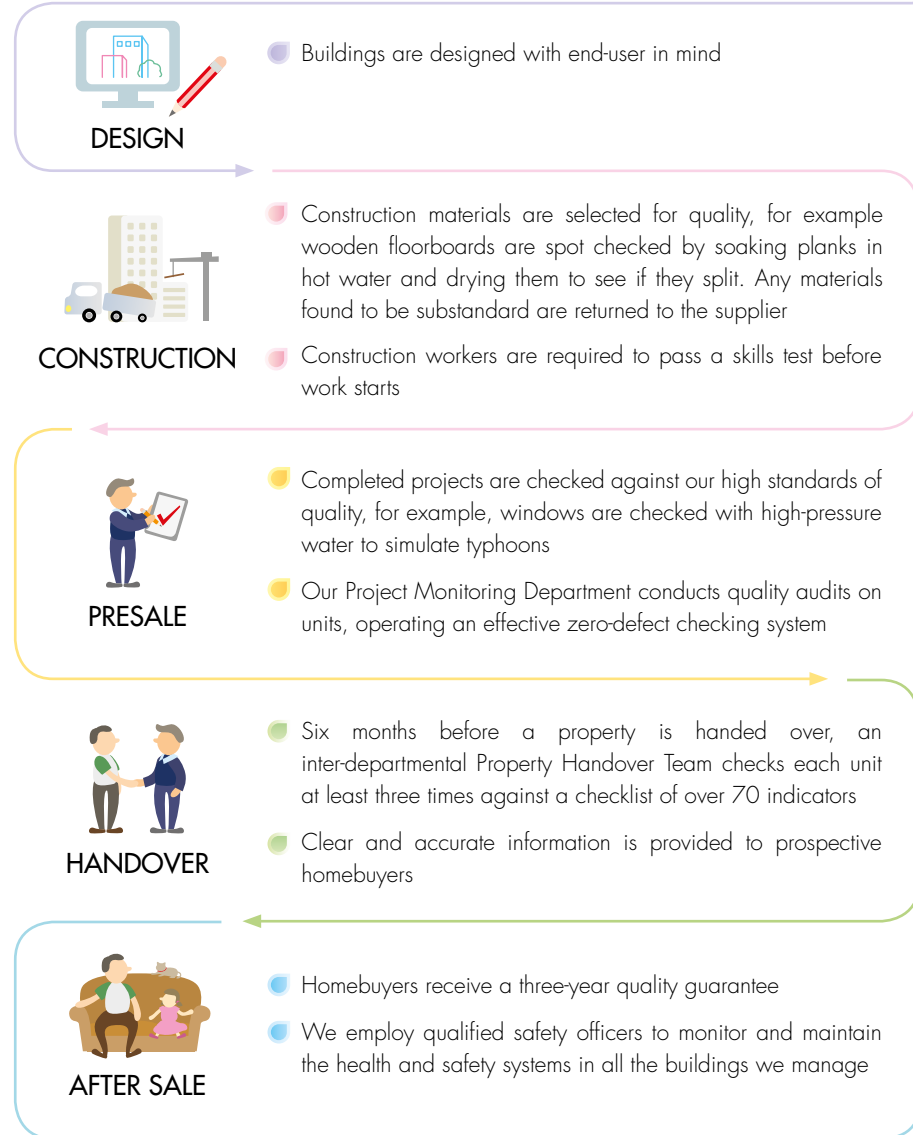 DESIGN
Buildings are designed with end-user in mind
CONSTRUCTION
Construction materials are selected for quality, for example
wooden floorboards are spot checked by soaking planks in
hot water and drying them to see if they split. Any materials
found to be substandard are returned to the supplier
Construction workers are required to pass a skills test before
work starts
PRESALE
Completed projects are checked against our high standards of
quality, for example, windows are checked with high-pressure
water to simulate typhoons
Our Project Monitoring Department conducts quality audits on
units, operating an effective zero-defect checking system
HANDOVER
Six months before a property is handed over, an
inter-departmental Property Handover Team checks each unit
at least three times against a checklist of over 70 indicators
Clear and accurate information is provided to prospective
homebuyers
AFTER SALE
Homebuyers receive a three-year quality guarantee
We employ qualified safety officers to monitor and maintain
the health and safety systems in all the buildings we manage